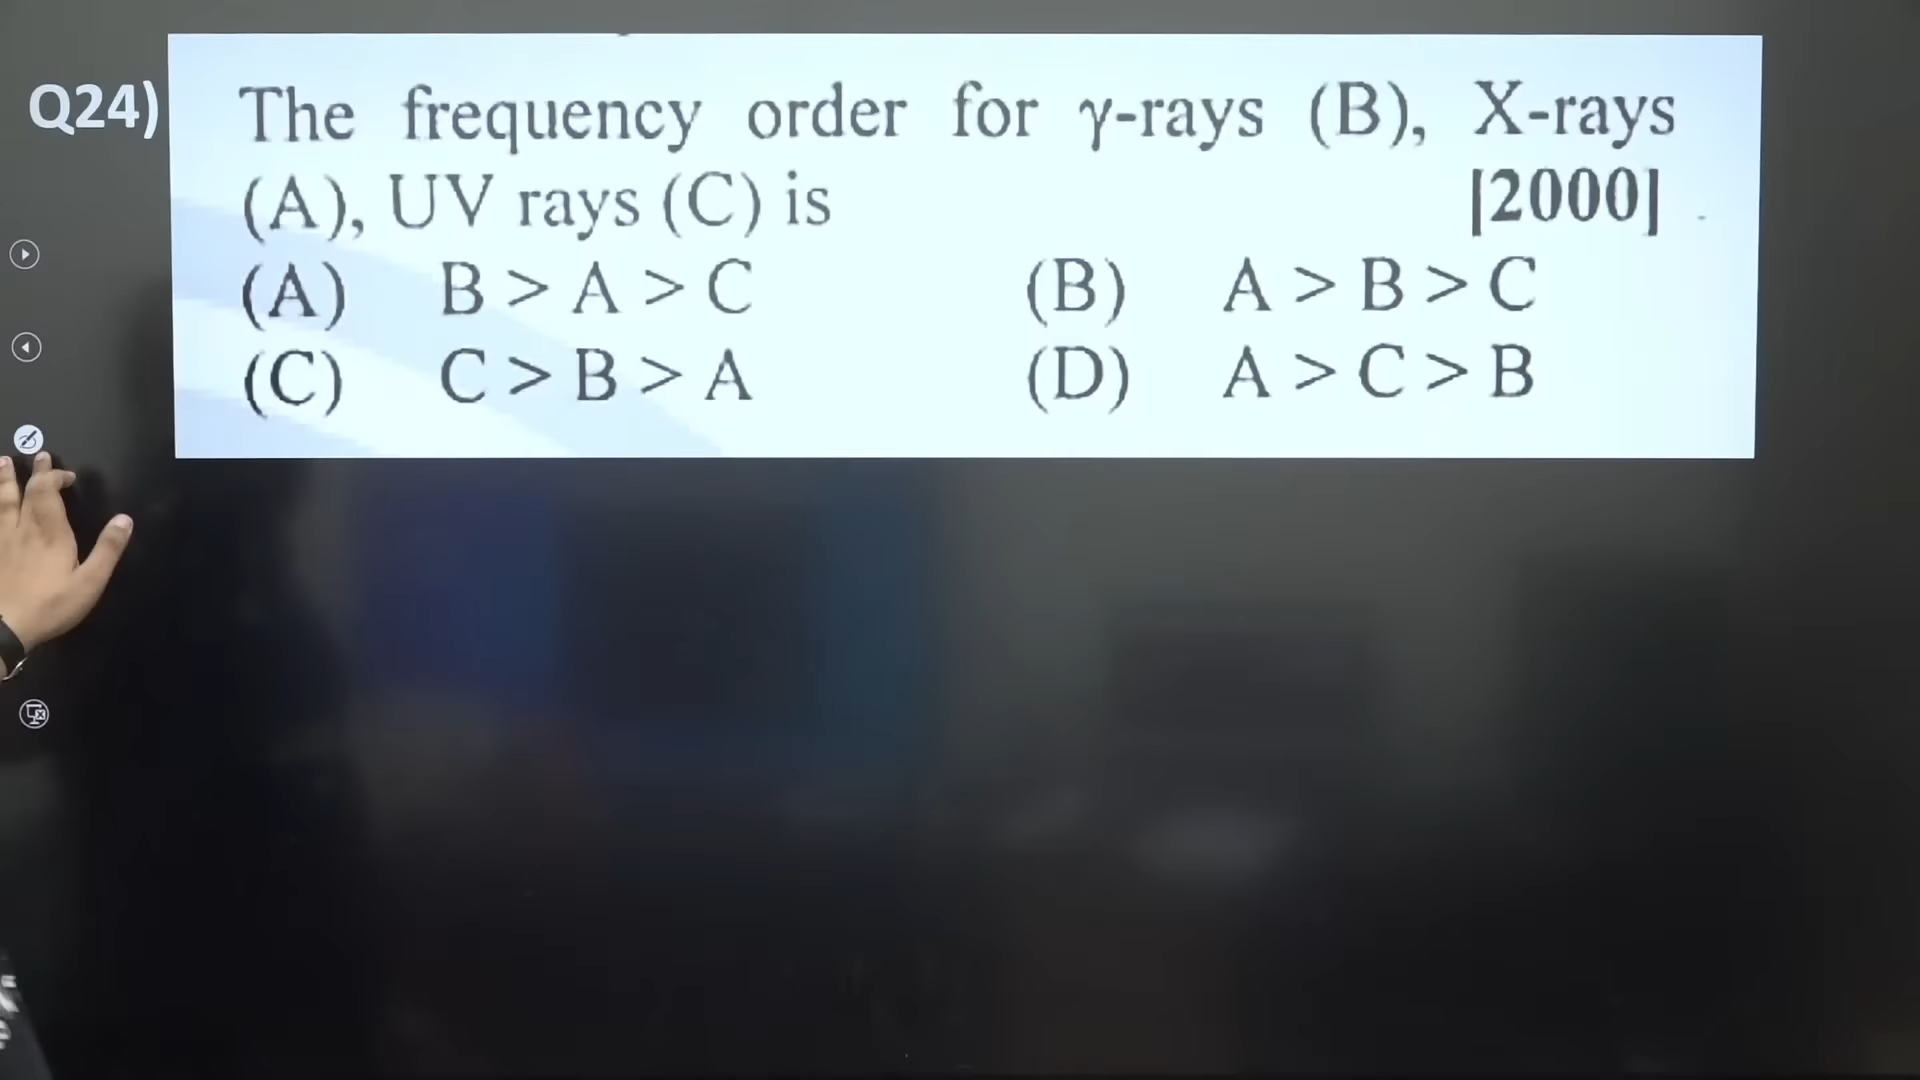 Q24) The frequency order for γ-rays (B), X-rays
(A), UV rays (C) is [2000]
(A) B > A > C (B) A > B > C
(C) C > B > A (D) A > C > B